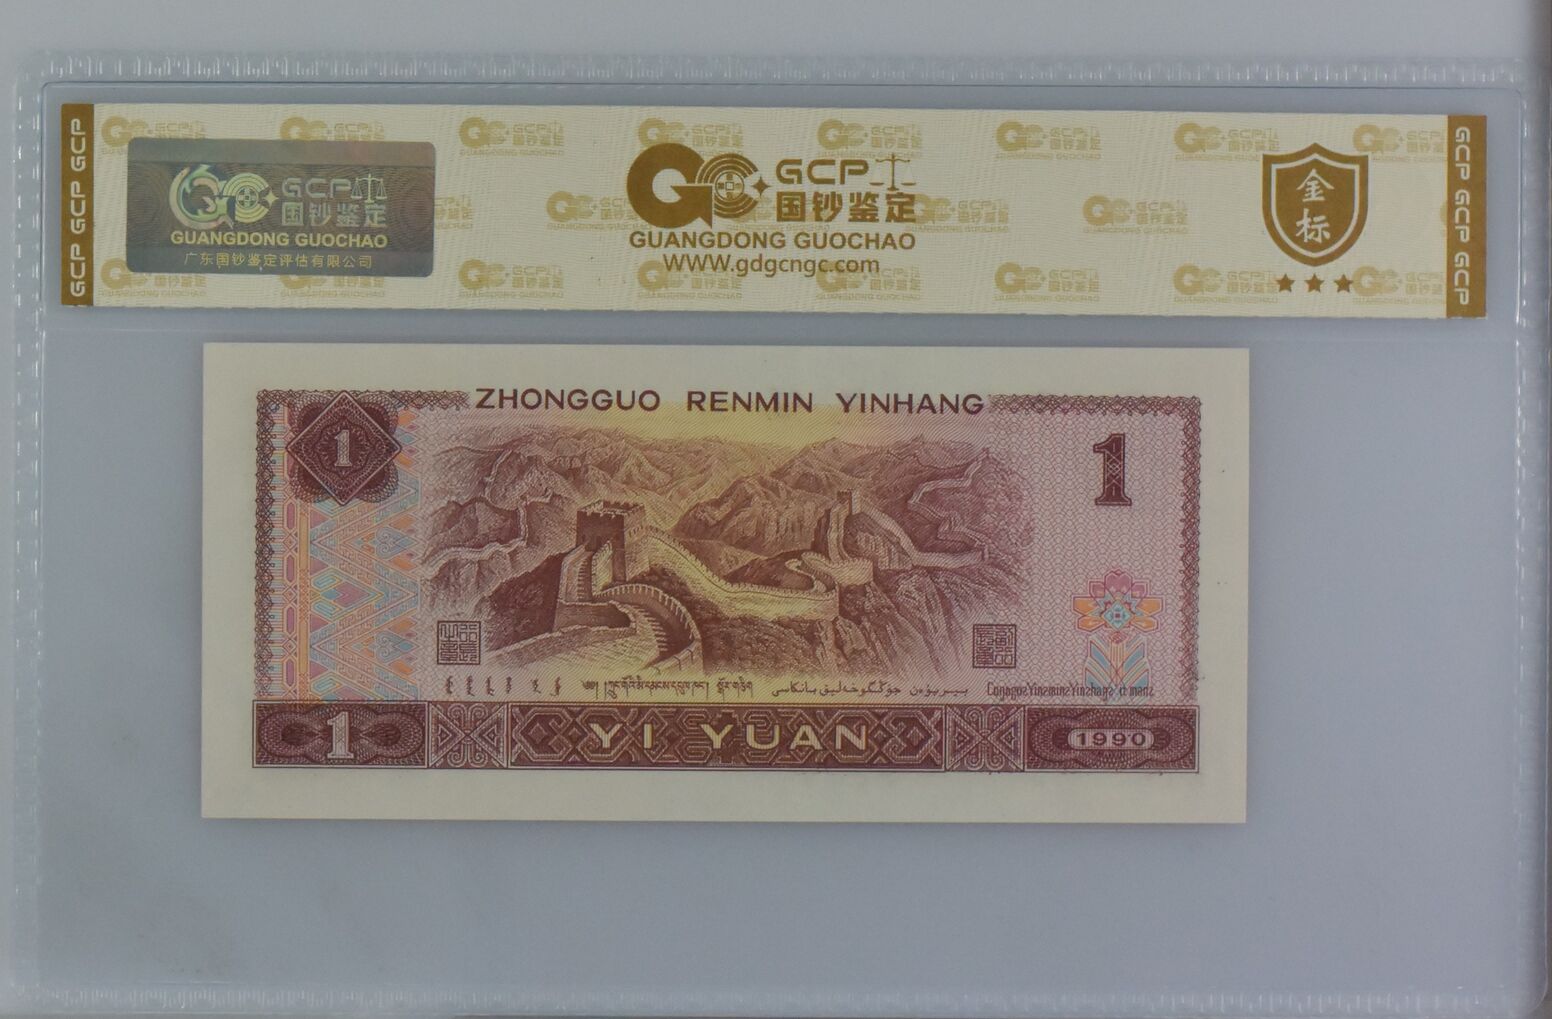 GCP GCP GCP
GCP
国钞鉴定
GUANGDONG GUOCHAO
广东国钞鉴定评估有限公司
GCP
国钞鉴定
GUANGDONG GUOCHAO
WWW.gdgcngc.com
金
标
GCP GCP GCP
ZHONGGUO RENMIN YINHANG
1
1
1
YI YUAN
1990